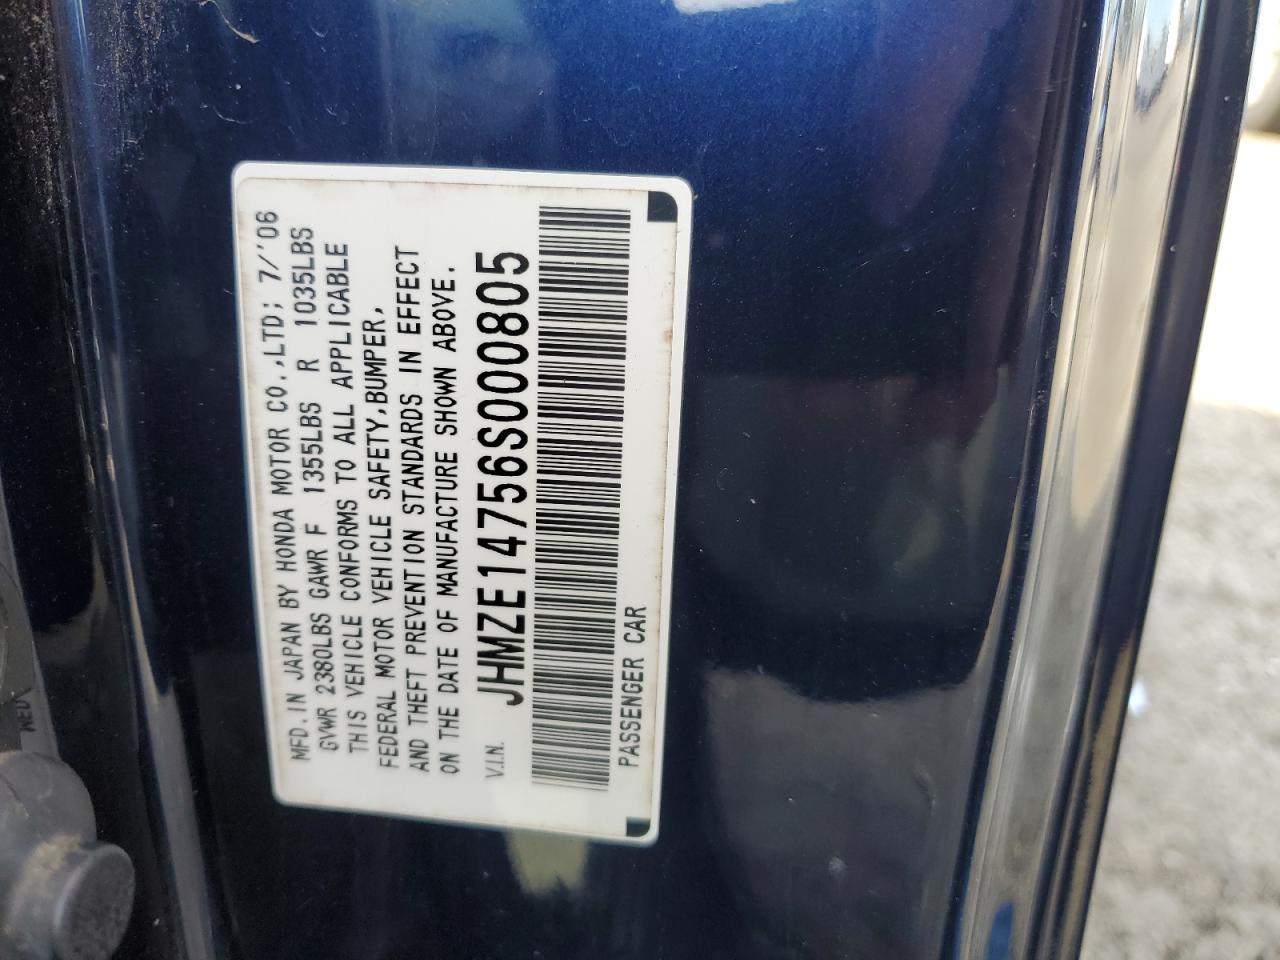 MFD. IN JAPAN BY HONDA MOTOR CO., LTD; 7/'06
GVWR 2380LBS GAWR F 1355LBS R 1035LBS
THIS VEHICLE CONFORMS TO ALL APPLICABLE
FEDERAL MOTOR VEHICLE SAFETY, BUMPER,
AND THEFT PREVENTION STANDARDS IN EFFECT
ON THE DATE OF MANUFACTURE SHOWN ABOVE.
V.I.N. JHMZE14756S000805
PASSENGER CAR